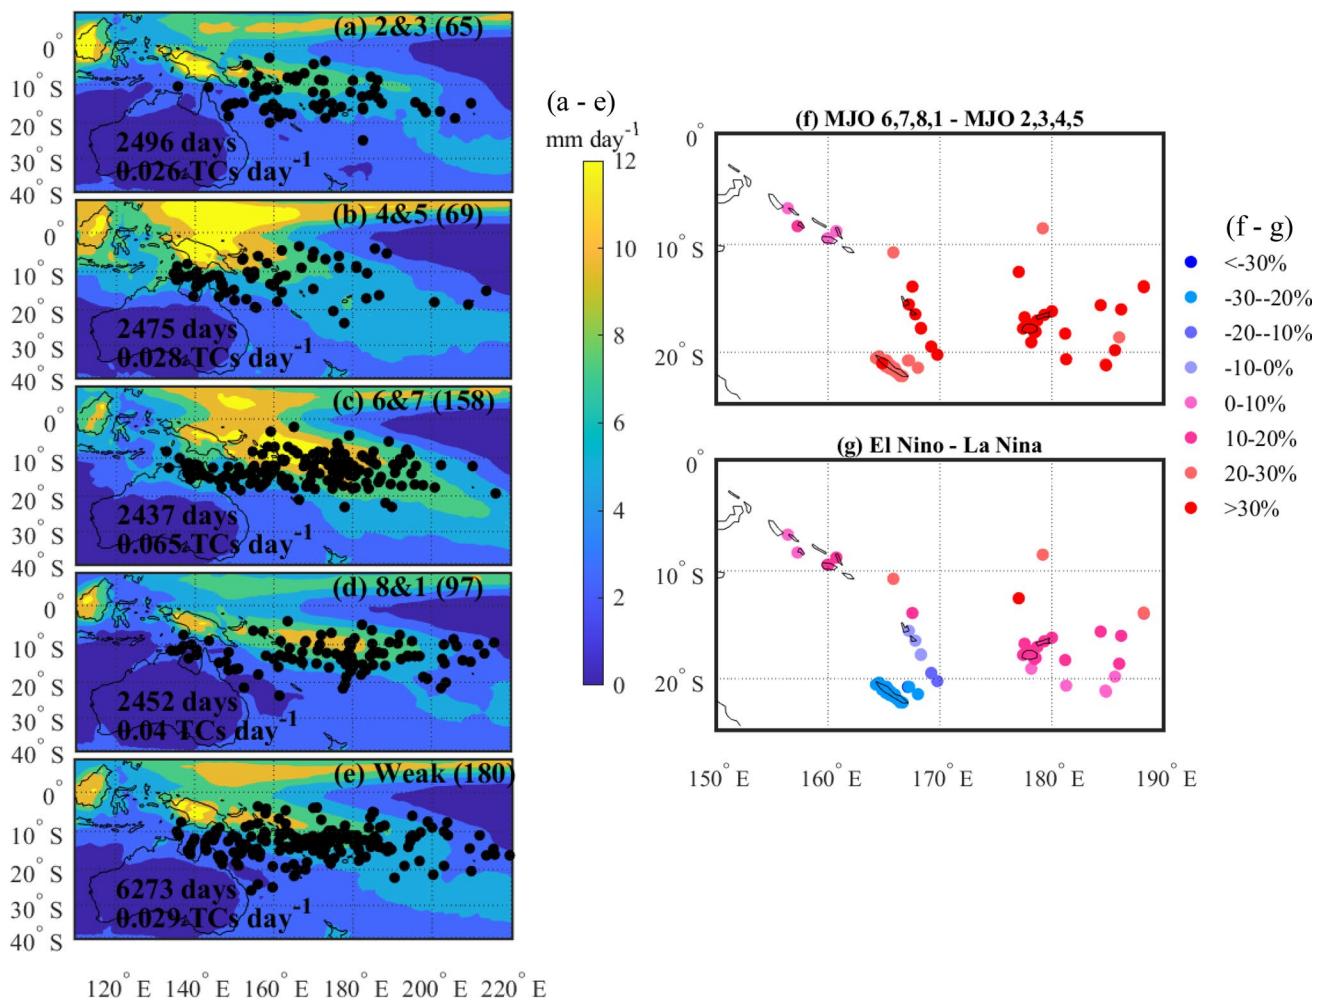 (a) 2&3 (65)
0° 
10° S
20° S
30° S
40° S
2496 days
0.026 TCs day⁻¹
(b) 4&5 (69)
0°
10° S
20° S
30° S
40° S
2475 days
0.028 TCs day⁻¹
(c) 6&7 (158)
0°
10° S
20° S
30° S
40° S
2437 days
0.065 TCs day⁻¹
(d) 8&1 (97)
0°
10° S
20° S
30° S
40° S
2452 days
0.04 TCs day⁻¹
(e) Weak (180)
0°
10° S
20° S
30° S
40° S
6273 days
0.029 TCs day⁻¹
120° E 140° E 160° E 180° E 200° E 220° E
(a - e)
mm day⁻¹
12
10
8
6
4
2
0
(f) MJO 6,7,8,1 - MJO 2,3,4,5
0°
10° S
20° S
(g) El Nino - La Nina
0°
10° S
20° S
150° E 160° E 170° E 180° E 190° E
(f - g)
<-30%
-30--20%
-20--10%
-10-0%
0-10%
10-20%
20-30%
>30%